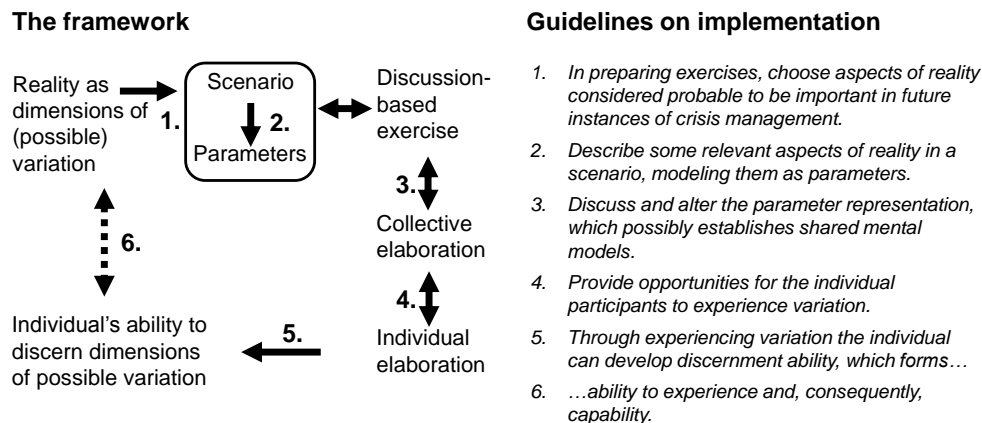 The framework
Reality as
dimensions of
(possible)
variation
1.
Scenario
2.
Parameters
Discussion-
based
exercise
3.
Collective
elaboration
4.
Individual
elaboration
5.
Individual's ability to
discern dimensions
of possible variation
6.
Guidelines on implementation
1. In preparing exercises, choose aspects of reality
considered probable to be important in future
instances of crisis management.
2. Describe some relevant aspects of reality in a
scenario, modeling them as parameters.
3. Discuss and alter the parameter representation,
which possibly establishes shared mental
models.
4. Provide opportunities for the individual
participants to experience variation.
5. Through experiencing variation the individual
can develop discernment ability, which forms…
6. …ability to experience and, consequently,
capability.